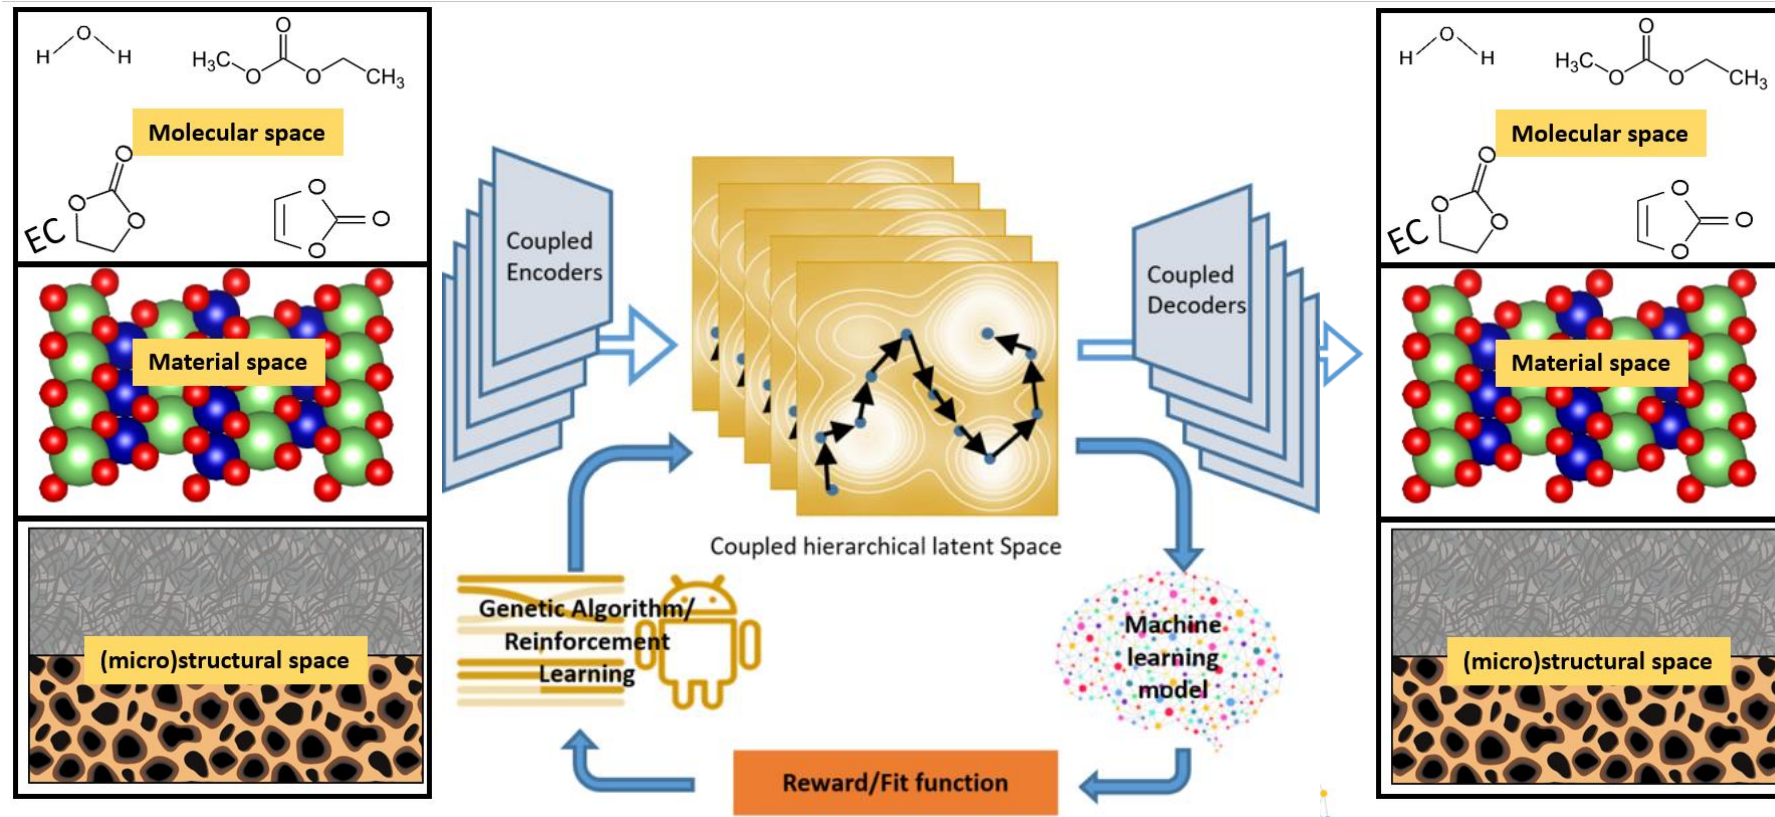 H O H
O
H₃C O O CH₃
Molecular space
O
O O
EC
O
O
O
Material space
(micro)structural space
Coupled
Encoders
Coupled
Decoders
Coupled hierarchical latent Space
Genetic Algorithm/
Reinforcement
Learning
Machine
learning
model
Reward/Fit function
H O H
O
H₃C O O CH₃
Molecular space
O
O O
EC
O
O
O
Material space
(micro)structural space